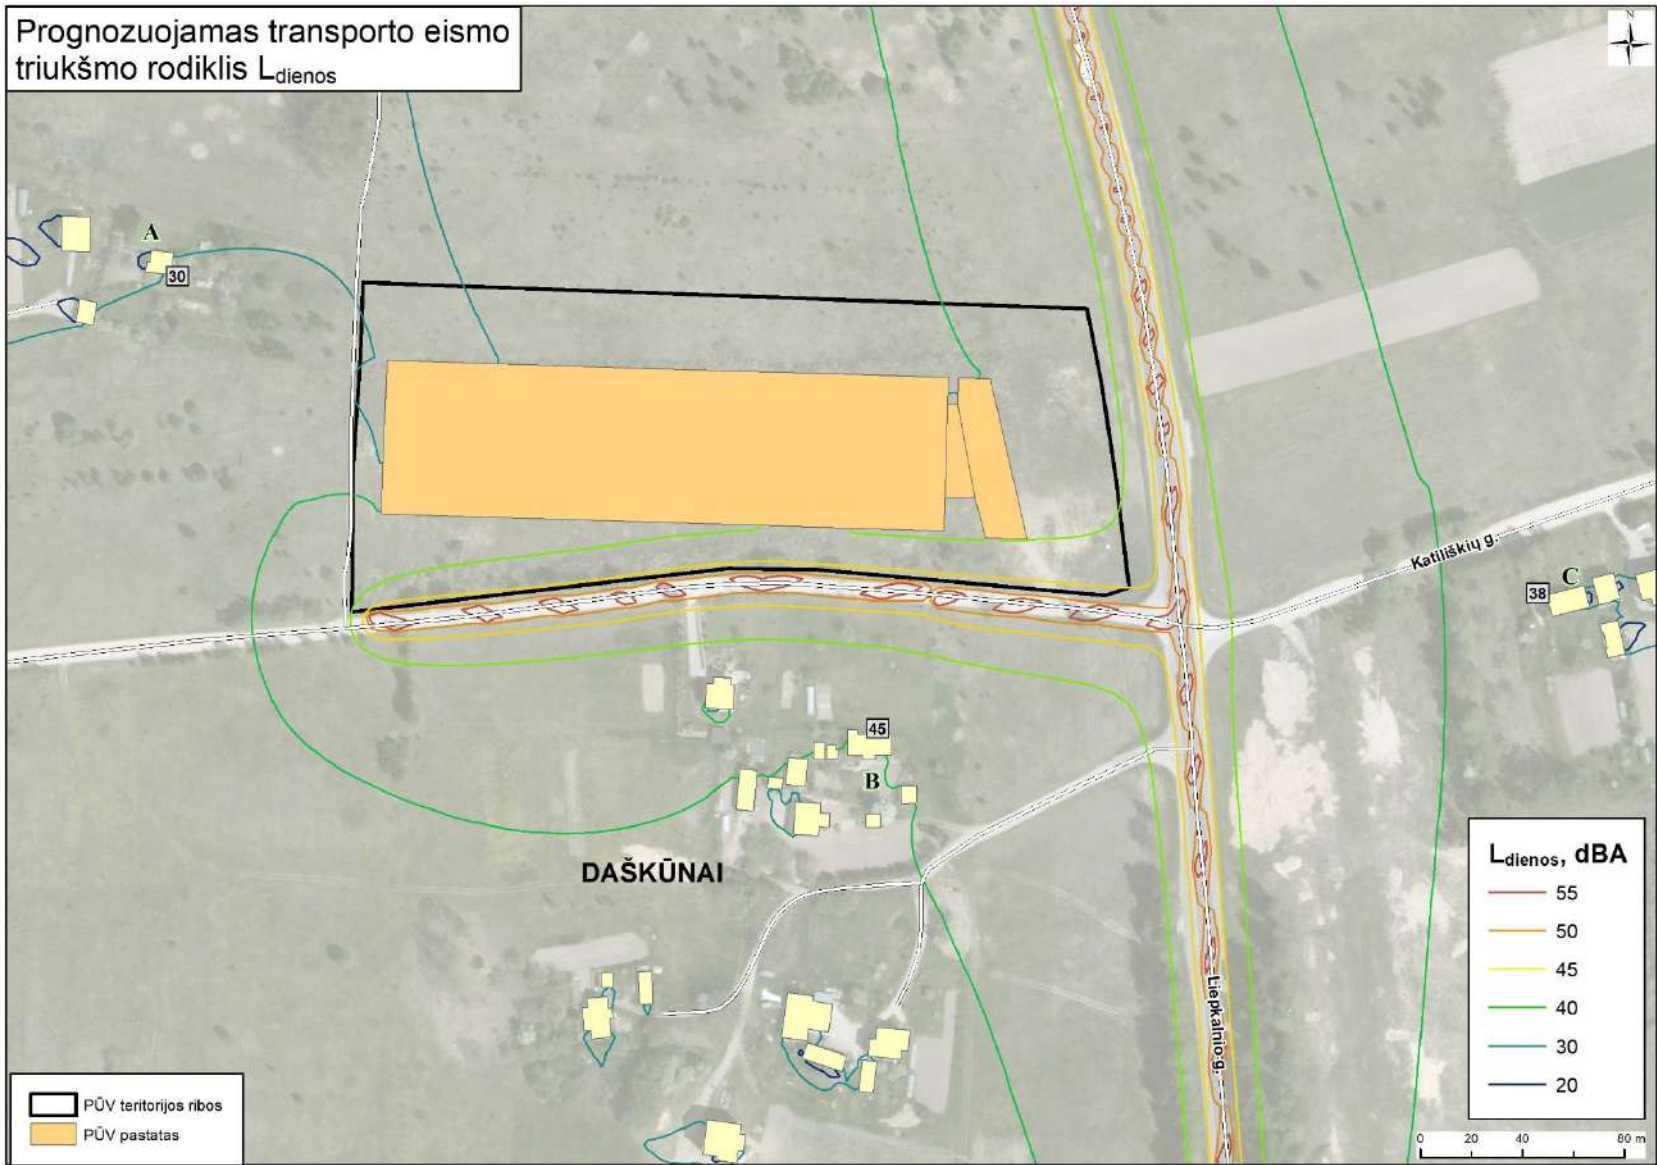 Prognozuojamas transporto eismo
triukšmo rodiklis Ldienos
N
A
30
Katiliškių g.
C
38
45
B
DAŠKŪNAI
Liepkalnio g.
Ldienos, dBA
55
50
45
40
30
20
PŪV teritorijos ribos
PŪV pastatas
0 20 40 80 m